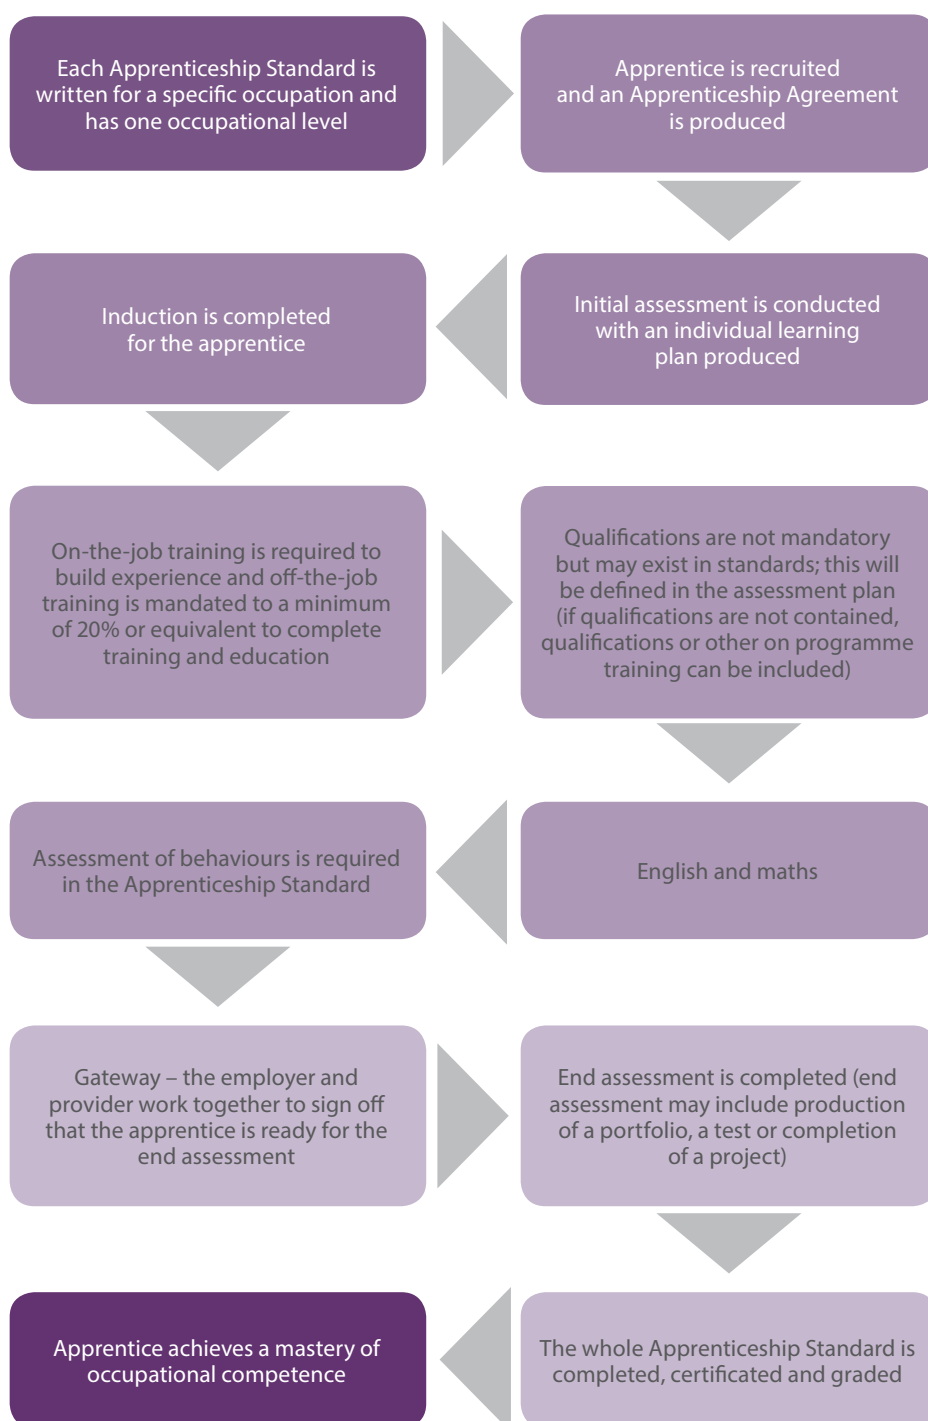 Each Apprenticeship Standard is
written for a specific occupation and
has one occupational level
Apprentice is recruited
and an Apprenticeship Agreement
is produced
Initial assessment is conducted
with an individual learning
plan produced
Induction is completed
for the apprentice
On-the-job training is required to
build experience and off-the-job
training is mandated to a minimum
of 20% or equivalent to complete
training and education
Qualifications are not mandatory
but may exist in standards; this will
be defined in the assessment plan
(if qualifications are not contained,
qualifications or other on programme
training can be included)
English and maths
Assessment of behaviours is required
in the Apprenticeship Standard
Gateway – the employer and
provider work together to sign off
that the apprentice is ready for the
end assessment
End assessment is completed (end
assessment may include production
of a portfolio, a test or completion
of a project)
The whole Apprenticeship Standard is
completed, certificated and graded
Apprentice achieves a mastery of
occupational competence